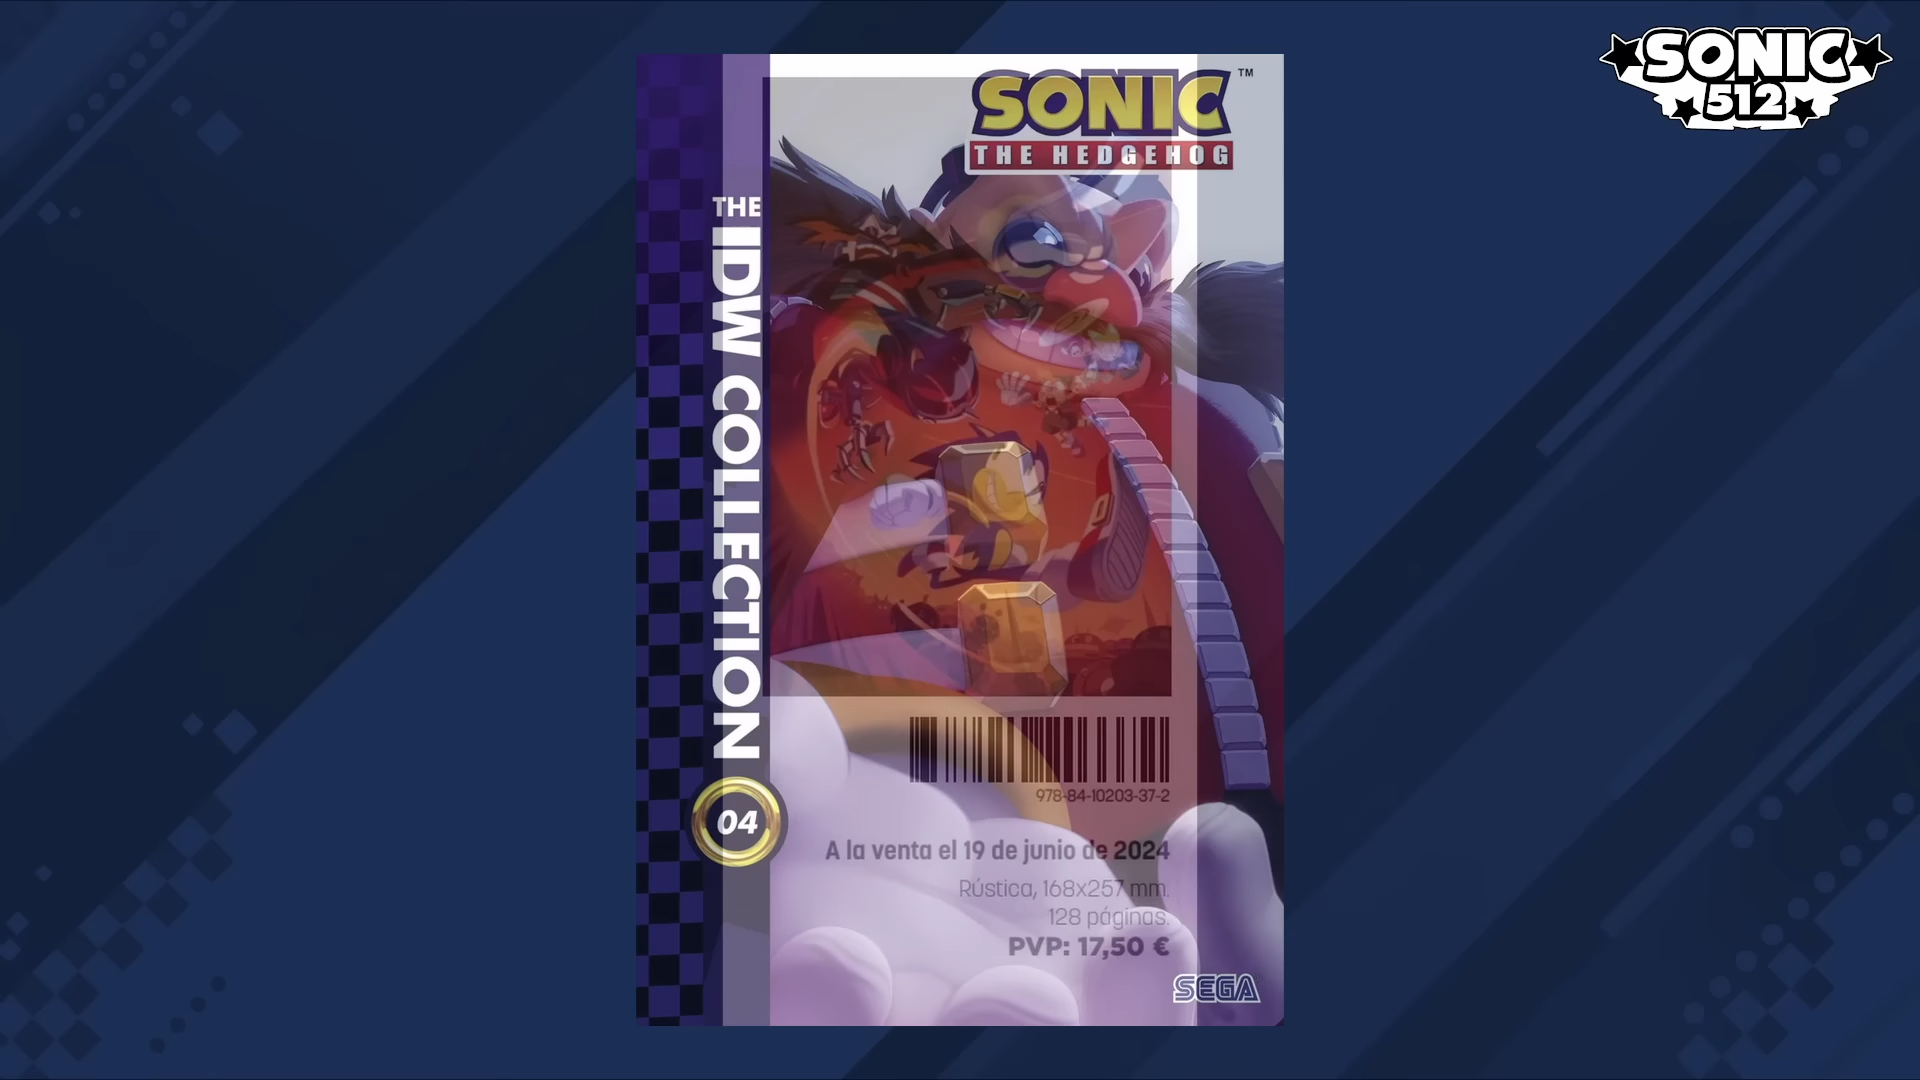 SONIC
512
SONIC
TM
THE HEDGEHOG
THE IDW COLLECTION
04
978-84-10203-37-2
A la venta el 19 de junio de 2024
Rústica, 168x257 mm.
128 páginas.
PVP: 17,50 €
SEGA